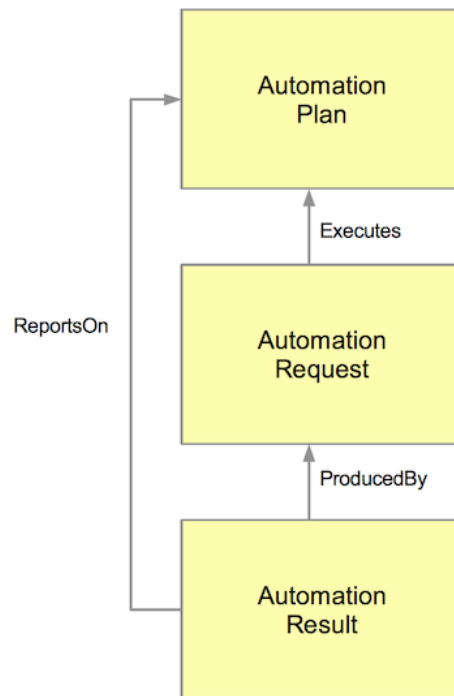 Automation
Plan
Executes
ReportsOn
Automation
Request
ProducedBy
Automation
Result